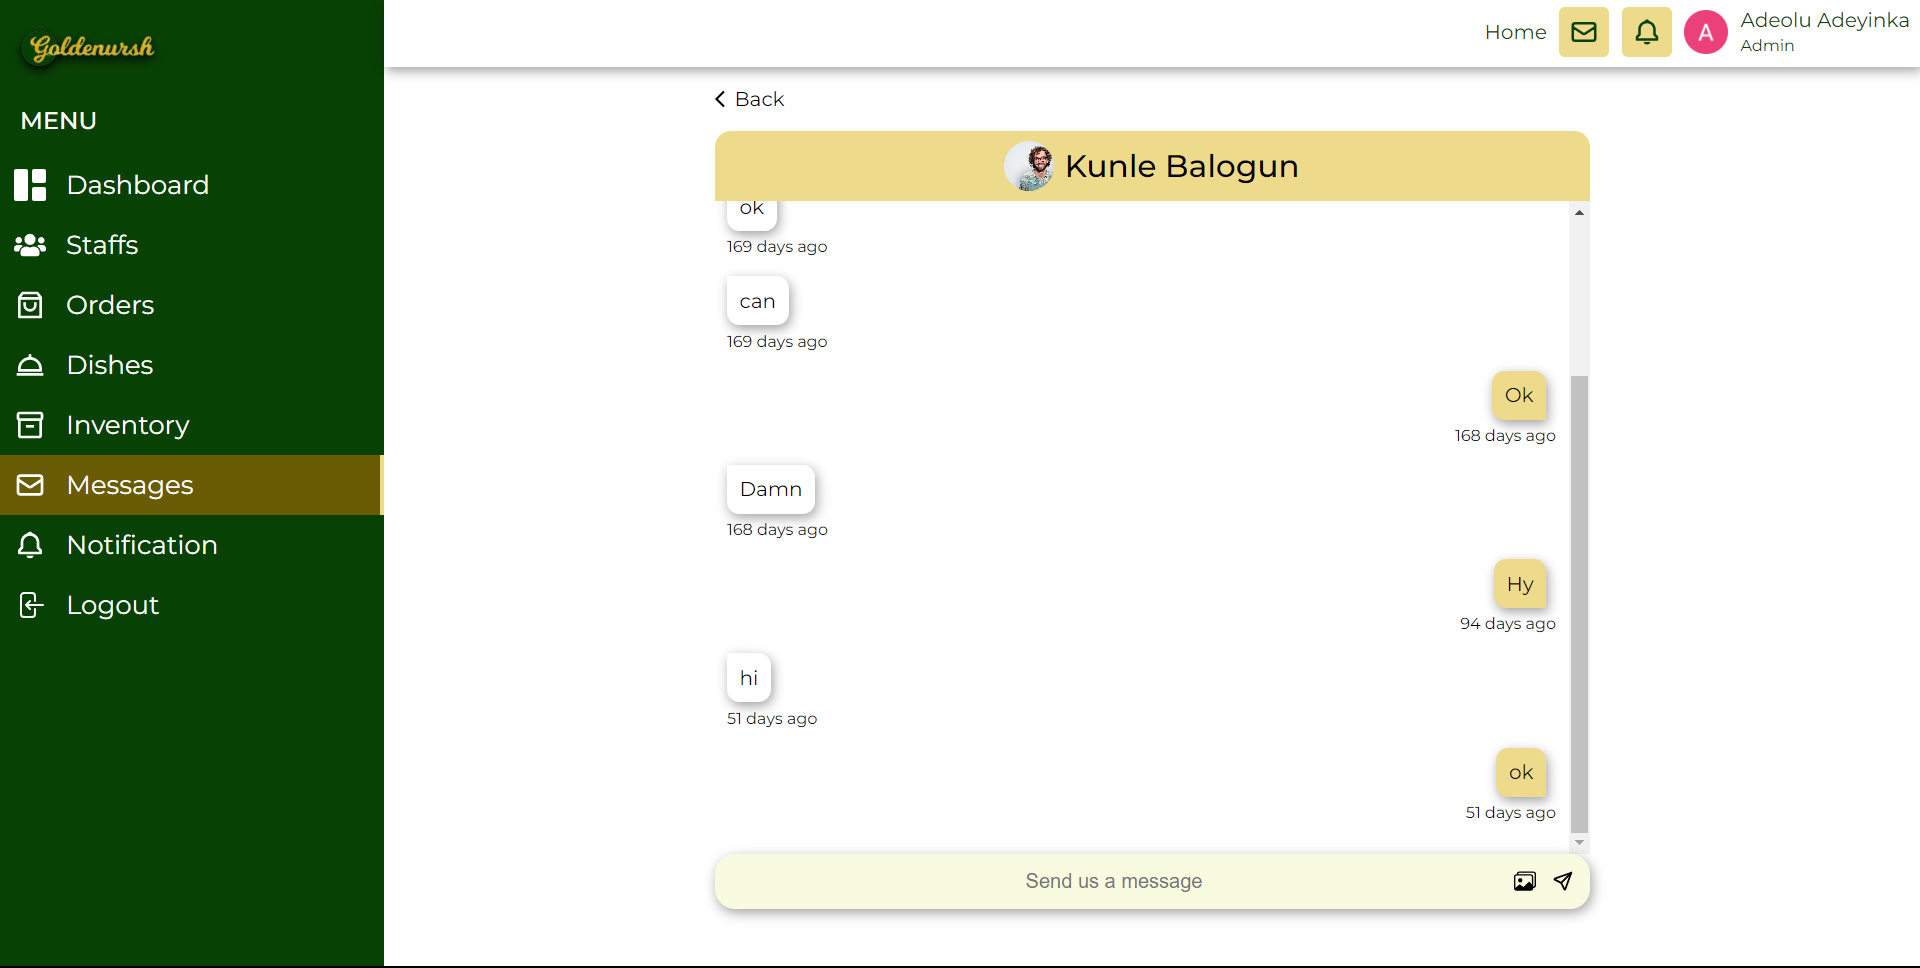 Goldenursh
MENU
Dashboard
Staffs
Orders
Dishes
Inventory
Messages
Notification
Logout
Home
A
Adeolu Adeyinka
Admin
Back
Kunle Balogun
ok
169 days ago
can
169 days ago
Ok
168 days ago
Damn
168 days ago
Hy
94 days ago
hi
51 days ago
ok
51 days ago
Send us a message